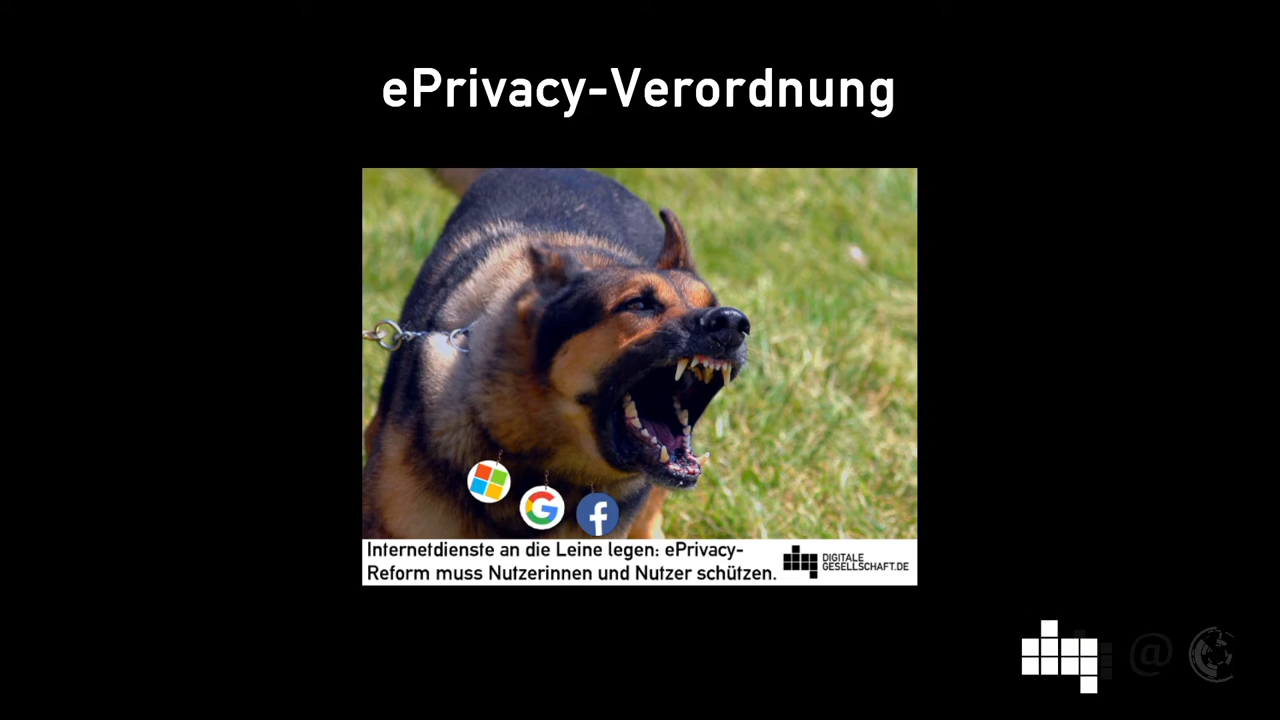 ePrivacy-Verordnung
Internetdienste an die Leine legen: ePrivacy-
Reform muss Nutzerinnen und Nutzer schützen.
DIGITALE
GESELLSCHAFT.DE
@